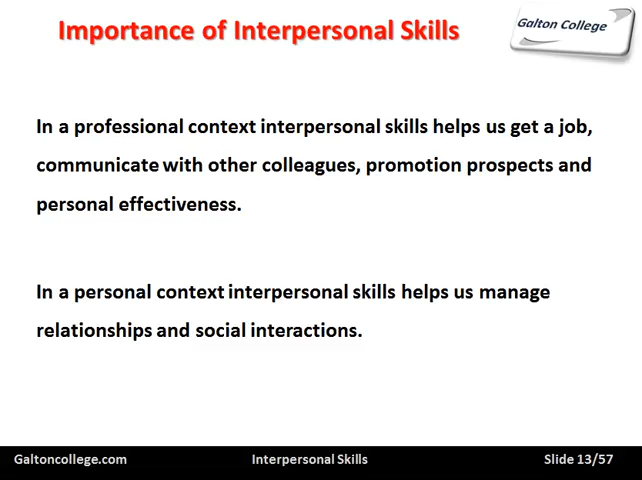 Importance of Interpersonal Skills
Galton College
In a professional context interpersonal skills helps us get a job,
communicate with other colleagues, promotion prospects and
personal effectiveness.
In a personal context interpersonal skills helps us manage
relationships and social interactions.
Galtoncollege.com
Interpersonal Skills
Slide 13/57